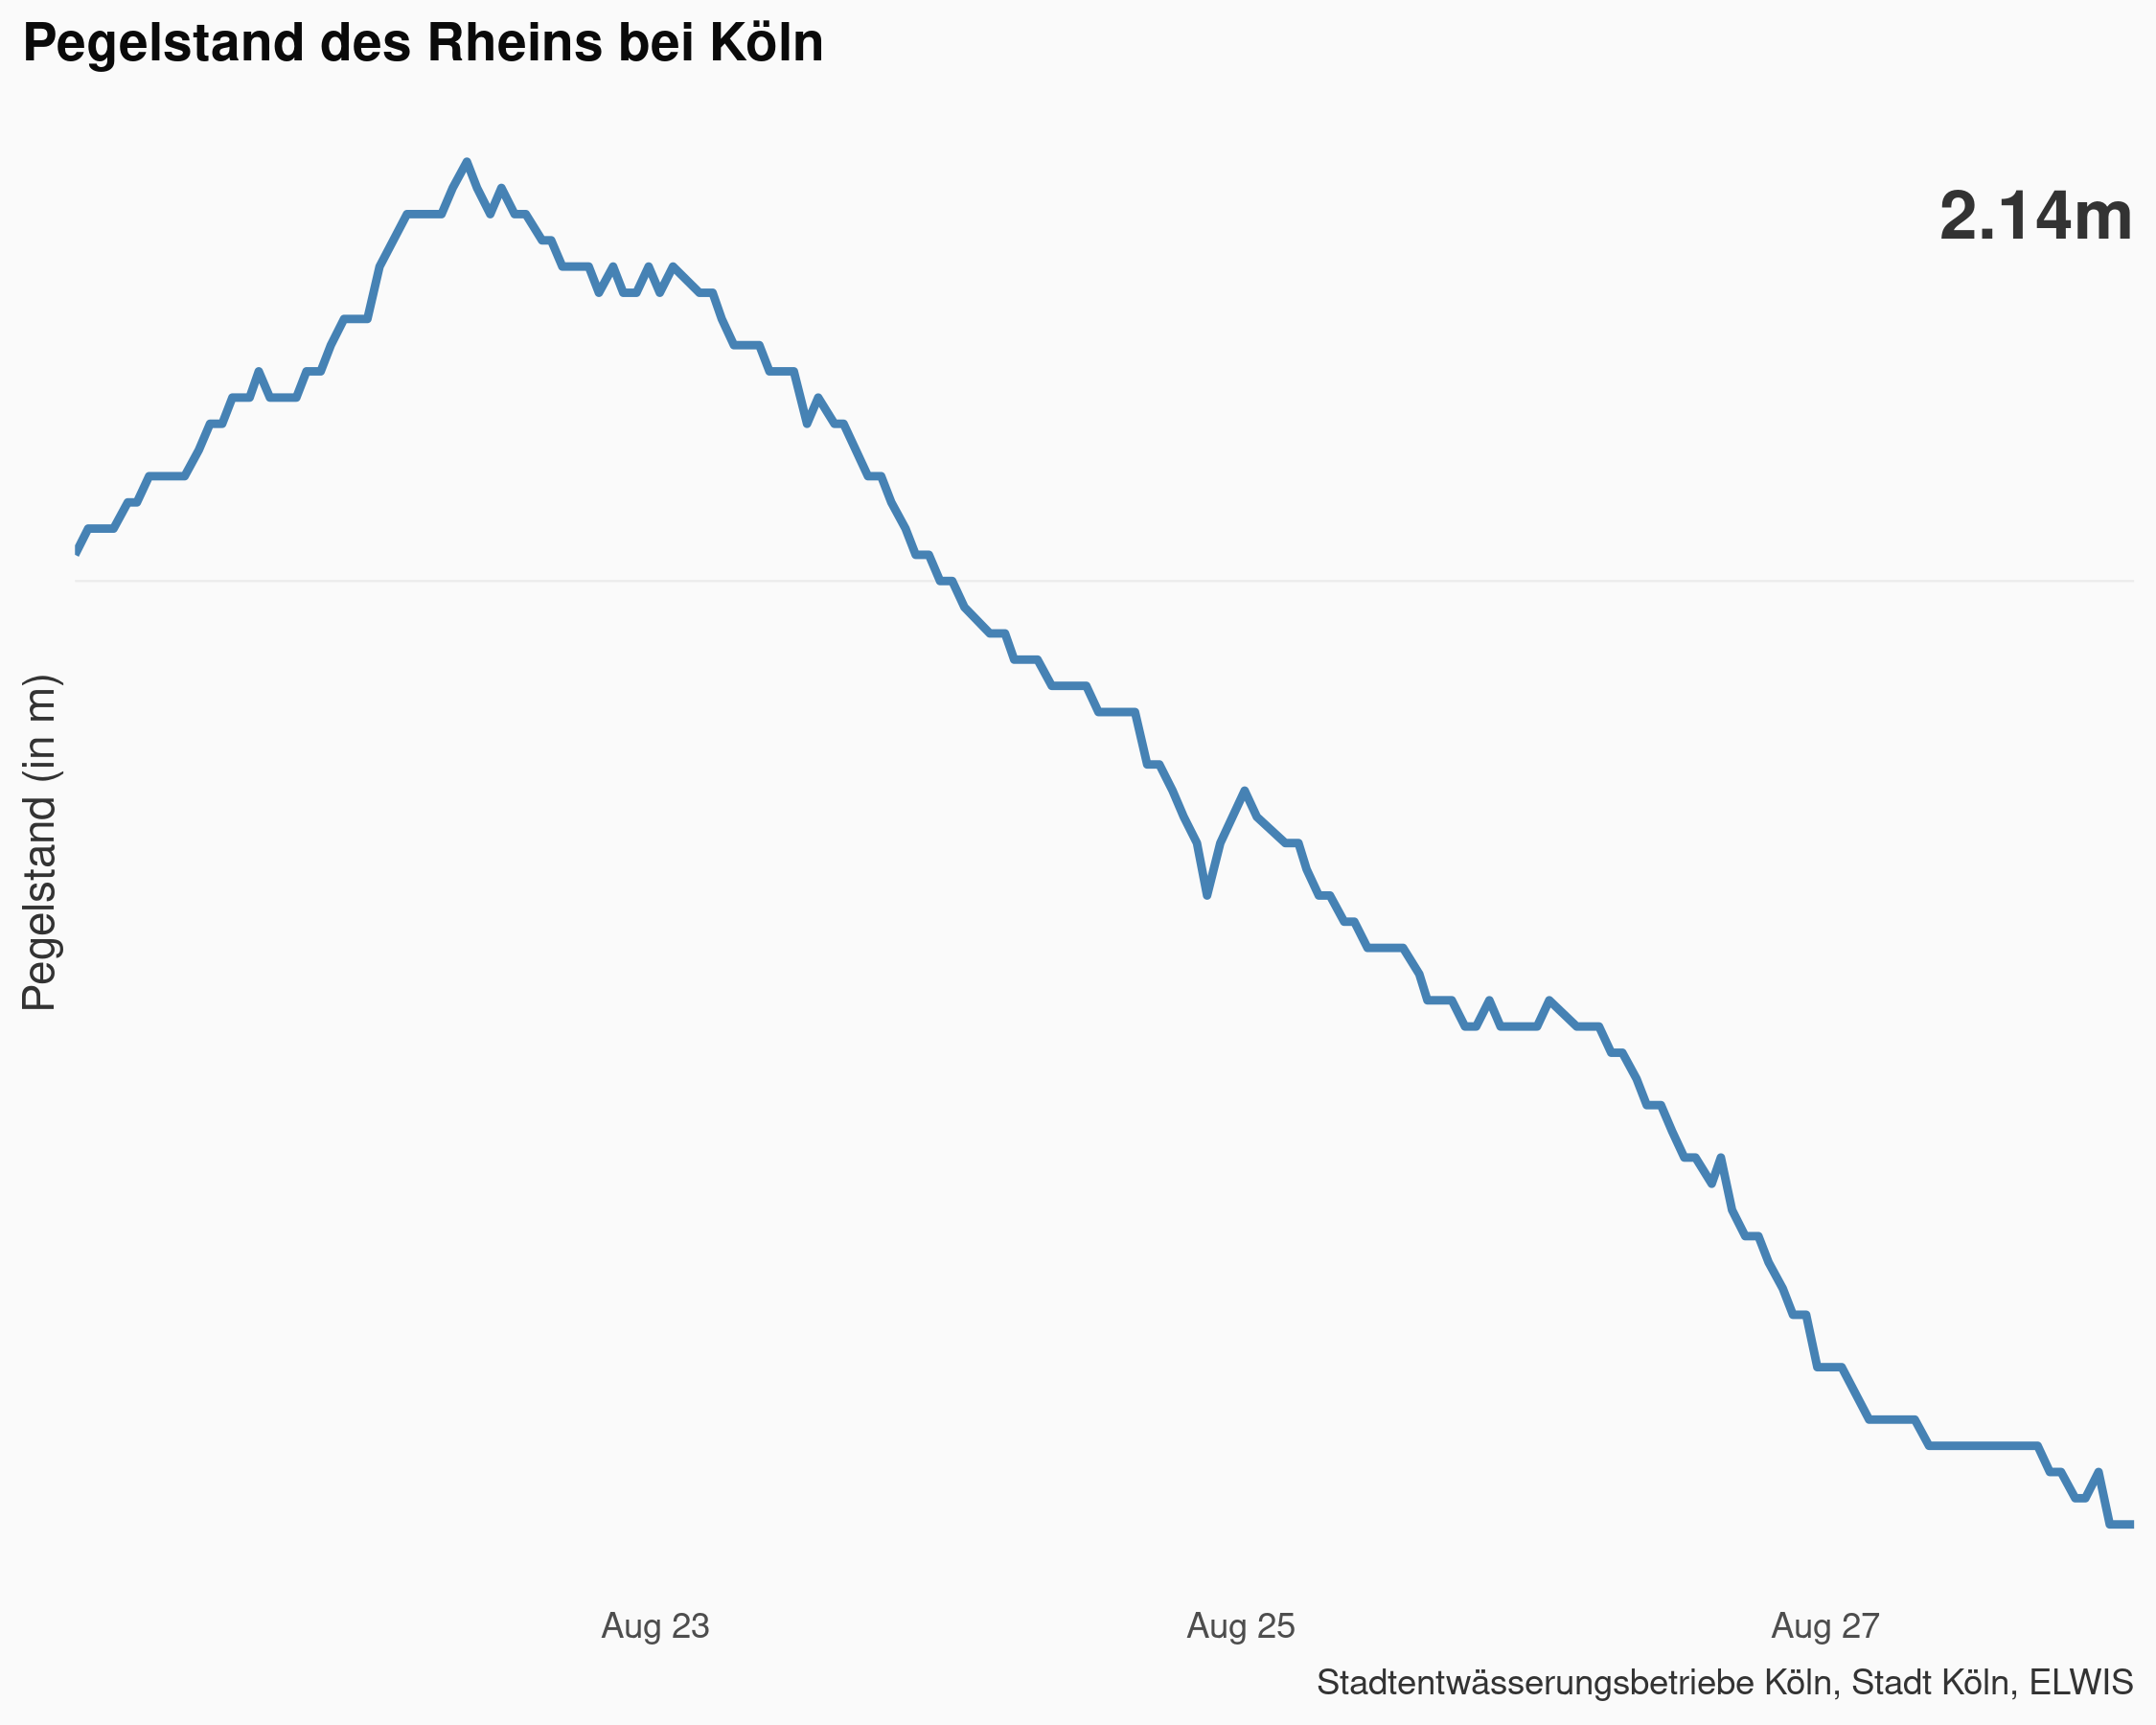 Pegelstand des Rheins bei Köln
2.14m
Pegelstand (in m)
Aug 23
Aug 25
Aug 27
Stadtentwässerungsbetriebe Köln, Stadt Köln, ELWIS